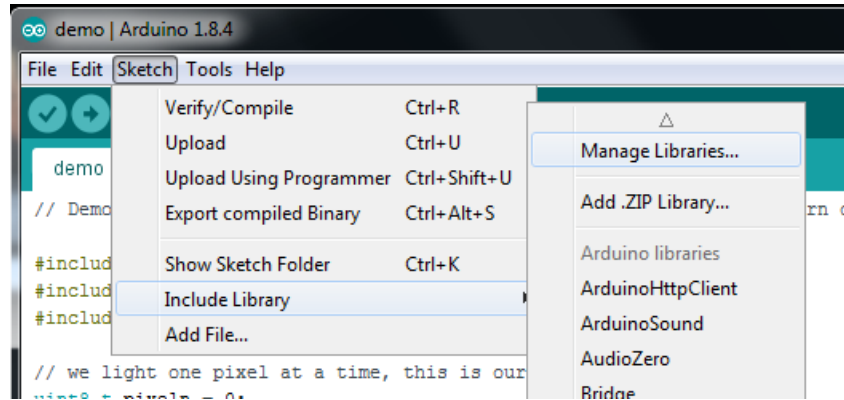 demo | Arduino 1.8.4
File Edit Sketch Tools Help
Verify/Compile Ctrl+R
Upload Ctrl+U
Upload Using Programmer Ctrl+Shift+U
Export compiled Binary Ctrl+Alt+S
Show Sketch Folder Ctrl+K
Include Library
Add File...
Manage Libraries...
Add .ZIP Library...
Arduino libraries
ArduinoHttpClient
ArduinoSound
AudioZero
Bridge
demo
// Demo
#includ
#includ
#includ
// we light one pixel at a time, this is our
uint8_t pixeln = 0;